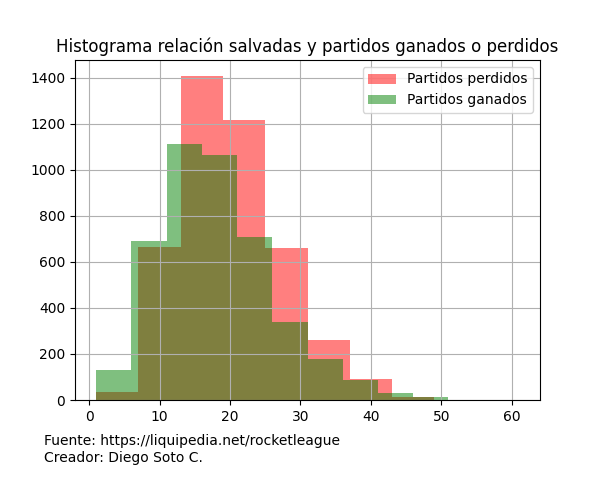 Histograma relación salvadas y partidos ganados o perdidos
Partidos perdidos
Partidos ganados
1400
1200
1000
800
600
400
200
0
0 10 20 30 40 50 60
Fuente: https://liquipedia.net/rocketleague
Creador: Diego Soto C.